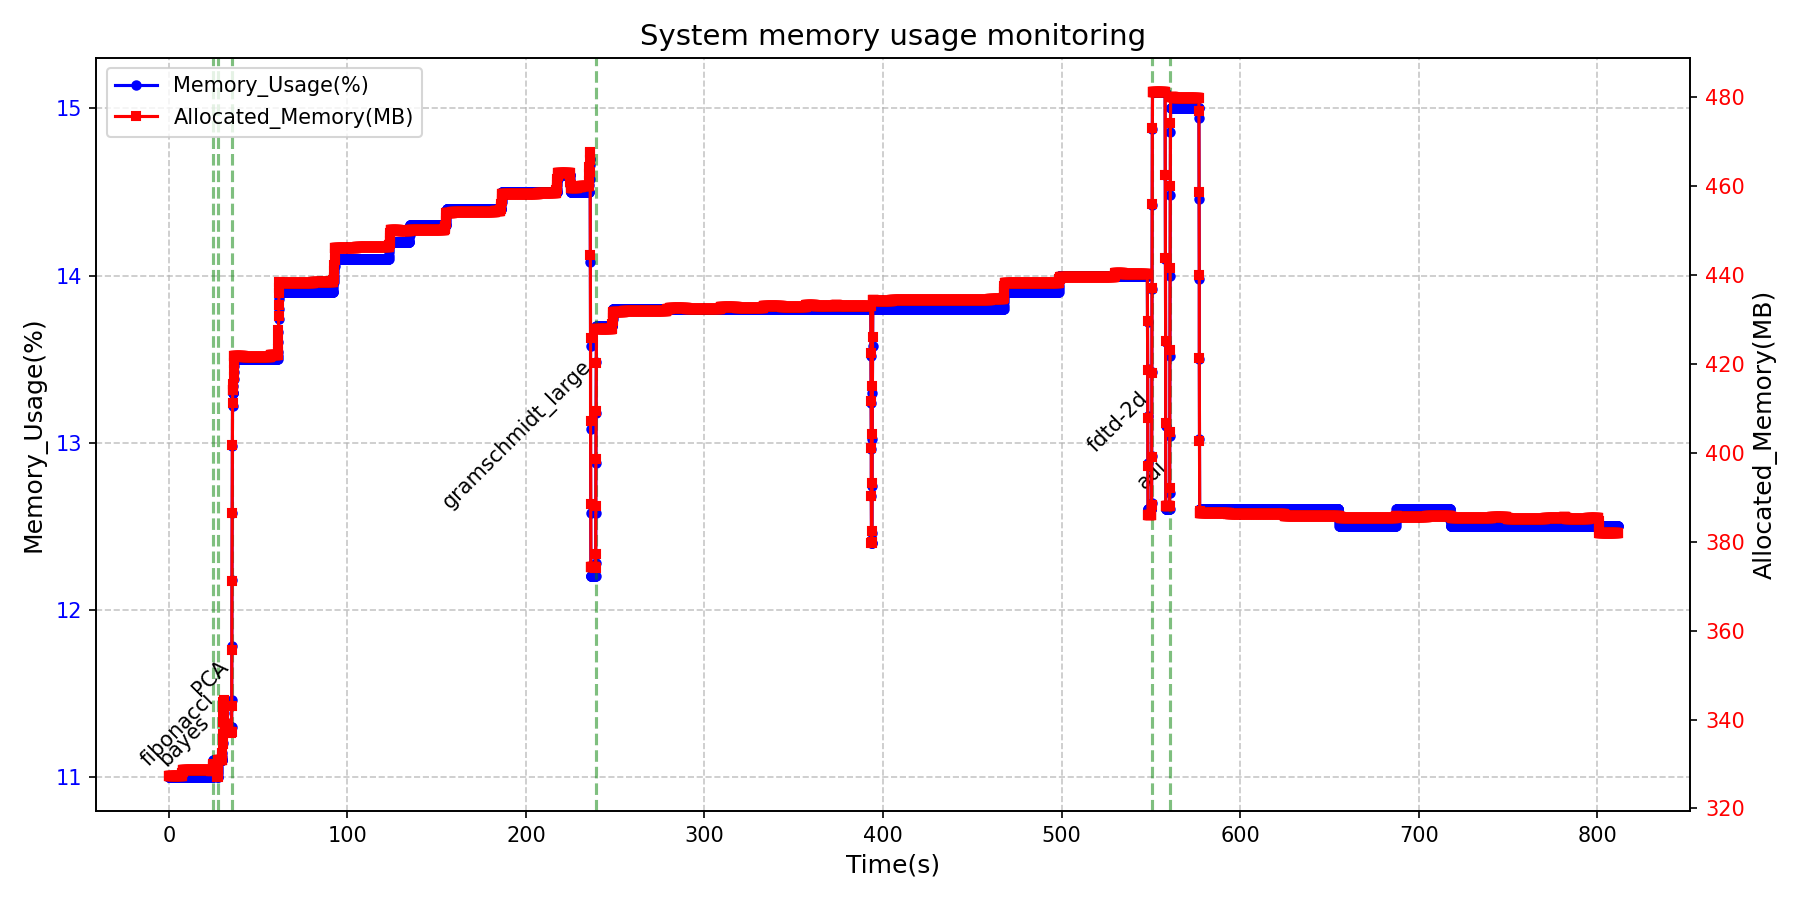 System memory usage monitoring
Memory_Usage(%)
Allocated_Memory(MB)
15
14
13
12
11
Memory_Usage(%)
480
460
440
420
400
380
360
340
320
Allocated_Memory(MB)
gramschmidt_large
fdtd-2d
adi
PCA
fibonacci
bayes
0
100
200
300
400
500
600
700
800
Time(s)